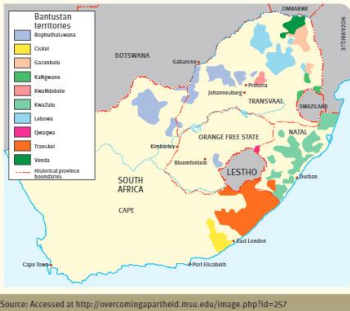 Bantustan
territories
Bophuthatswana
Ciskei
Gazankulu
KaNgwane
KwaNdebele
KwaZulu
Lebowa
Qwaqwa
Transkei
Venda
Historical province
boundaries
ZIMBABWE
MOZAMBIQUE
BOTSWANA
Gaborone
Pretoria
Johannesburg
TRANSVAAL
SWAZILAND
ORANGE FREE STATE
NATAL
Kimberley
Bloemfontein
LESTHO
Durban
SOUTH
AFRICA
CAPE
East London
Cape Town
Port Elizabeth
Source: Accessed at http://overcomingapartheid.msu.edu/image.php?id=257